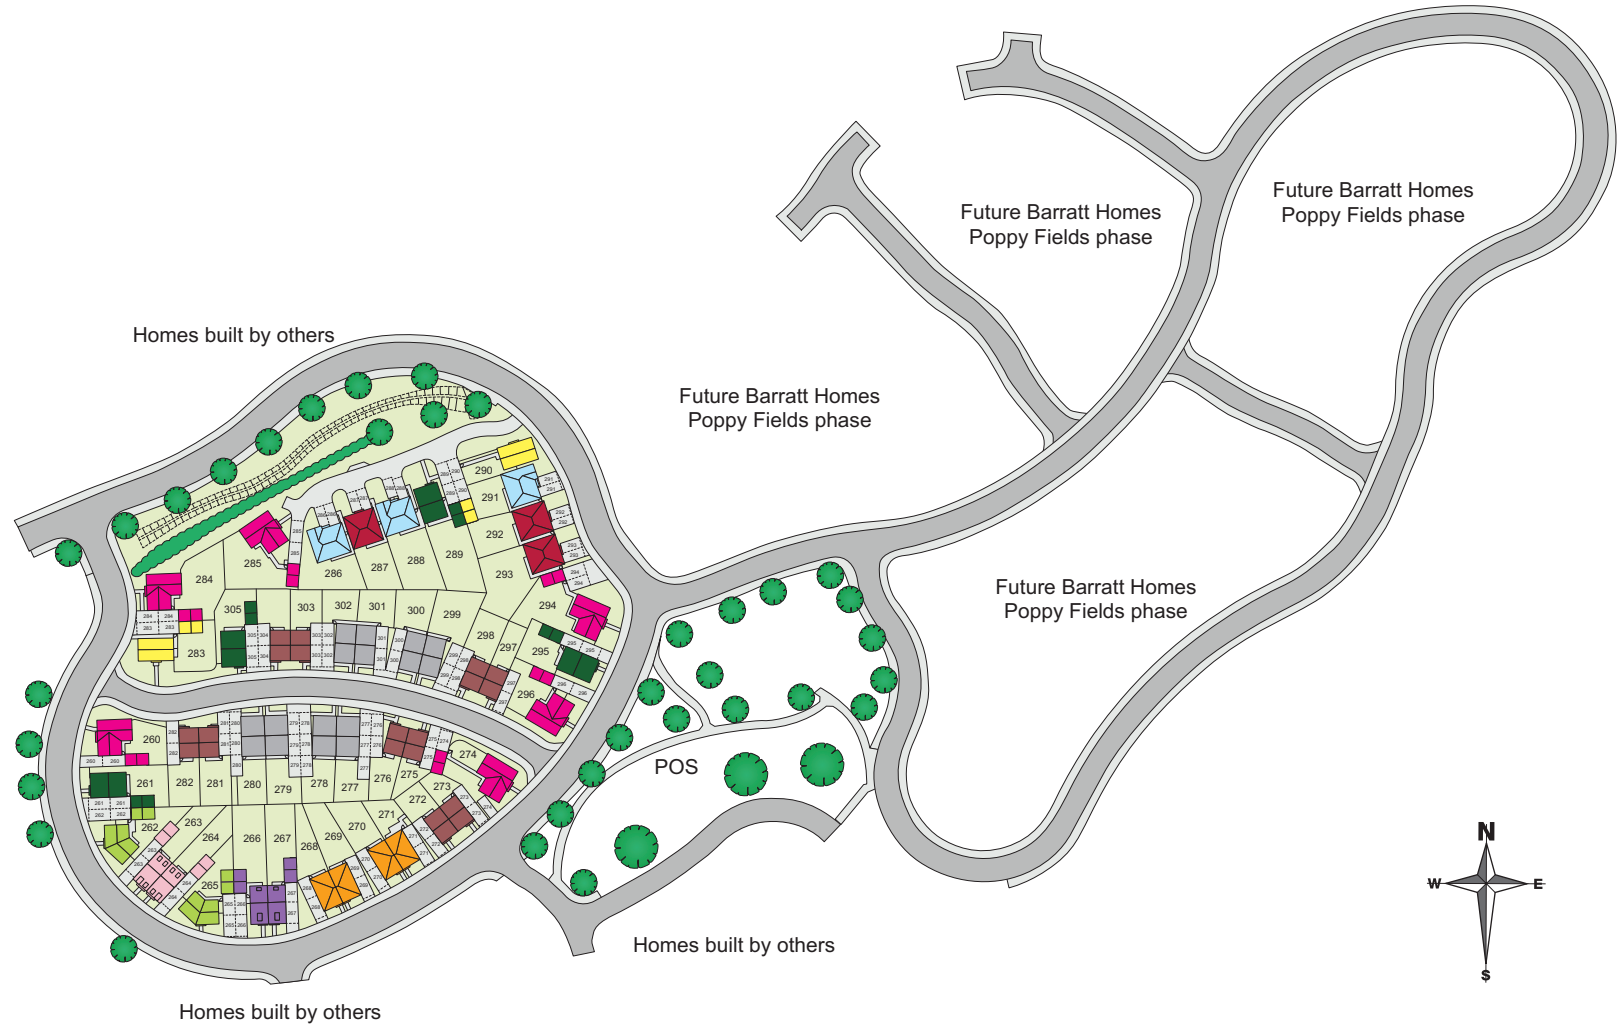 Future Barratt Homes
Poppy Fields phase
Future Barratt Homes
Poppy Fields phase
Homes built by others
Future Barratt Homes
Poppy Fields phase
Future Barratt Homes
Poppy Fields phase
290
291
292
293
294
295
296
297
298
299
300
301
302
303
305
289
288
287
286
285
284
283
260
261
262
263
264
265
266
267
268
269
270
271
272
273
274
275
276
277
278
279
280
281
282
POS
N
W
E
S
Homes built by others
Homes built by others